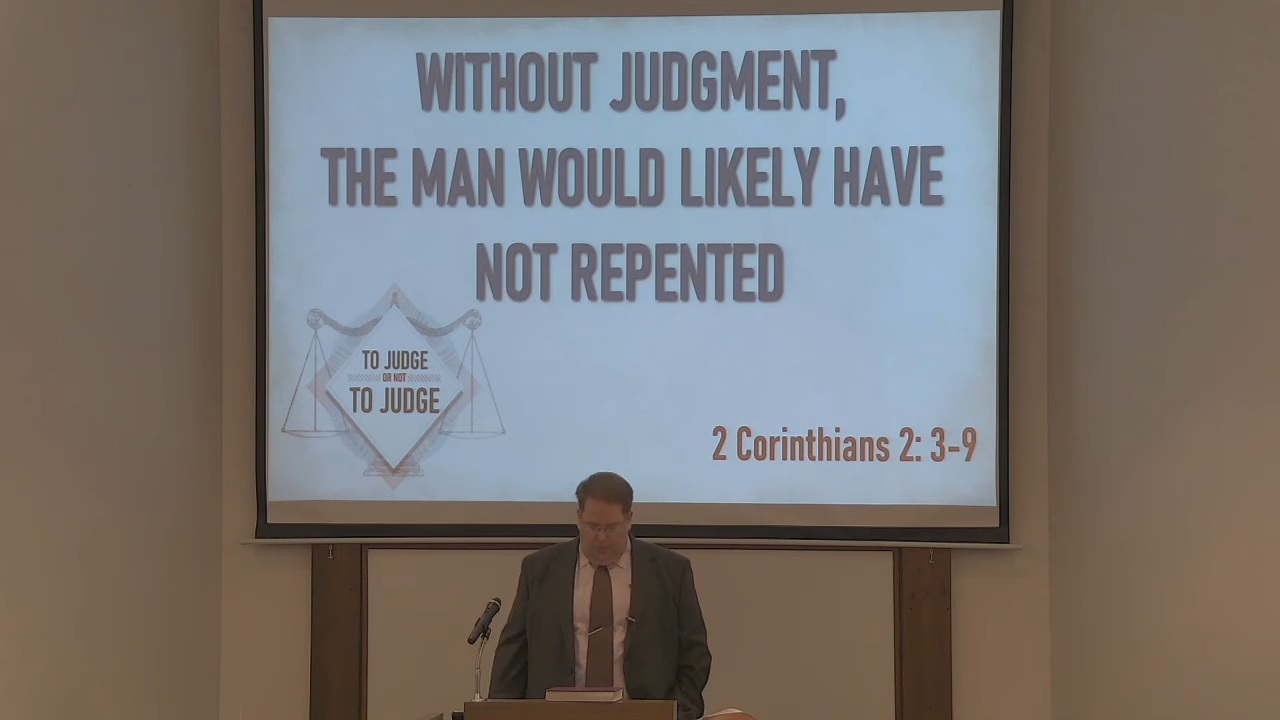 WITHOUT JUDGMENT,
THE MAN WOULD LIKELY HAVE
NOT REPENTED
TO JUDGE
OR NOT
TO JUDGE
2 Corinthians 2: 3-9